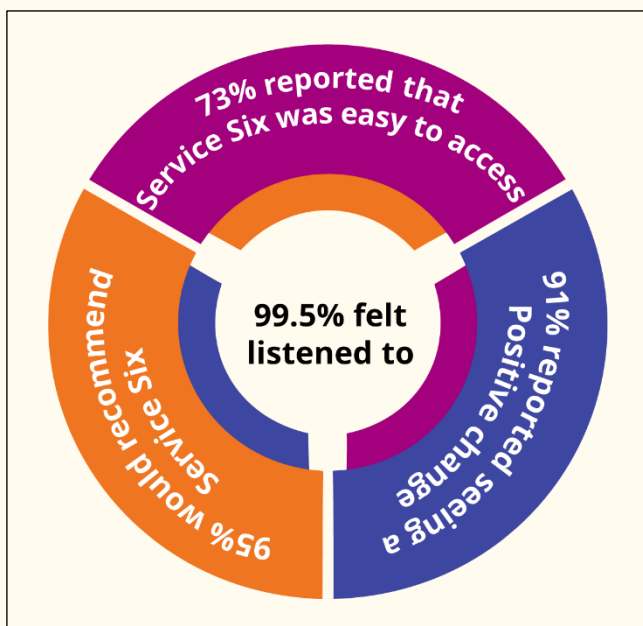 73% reported that
Service Six was easy to access
91% reported seeing a
Positive change
95% would recommend
Service Six
99.5% felt
listened to